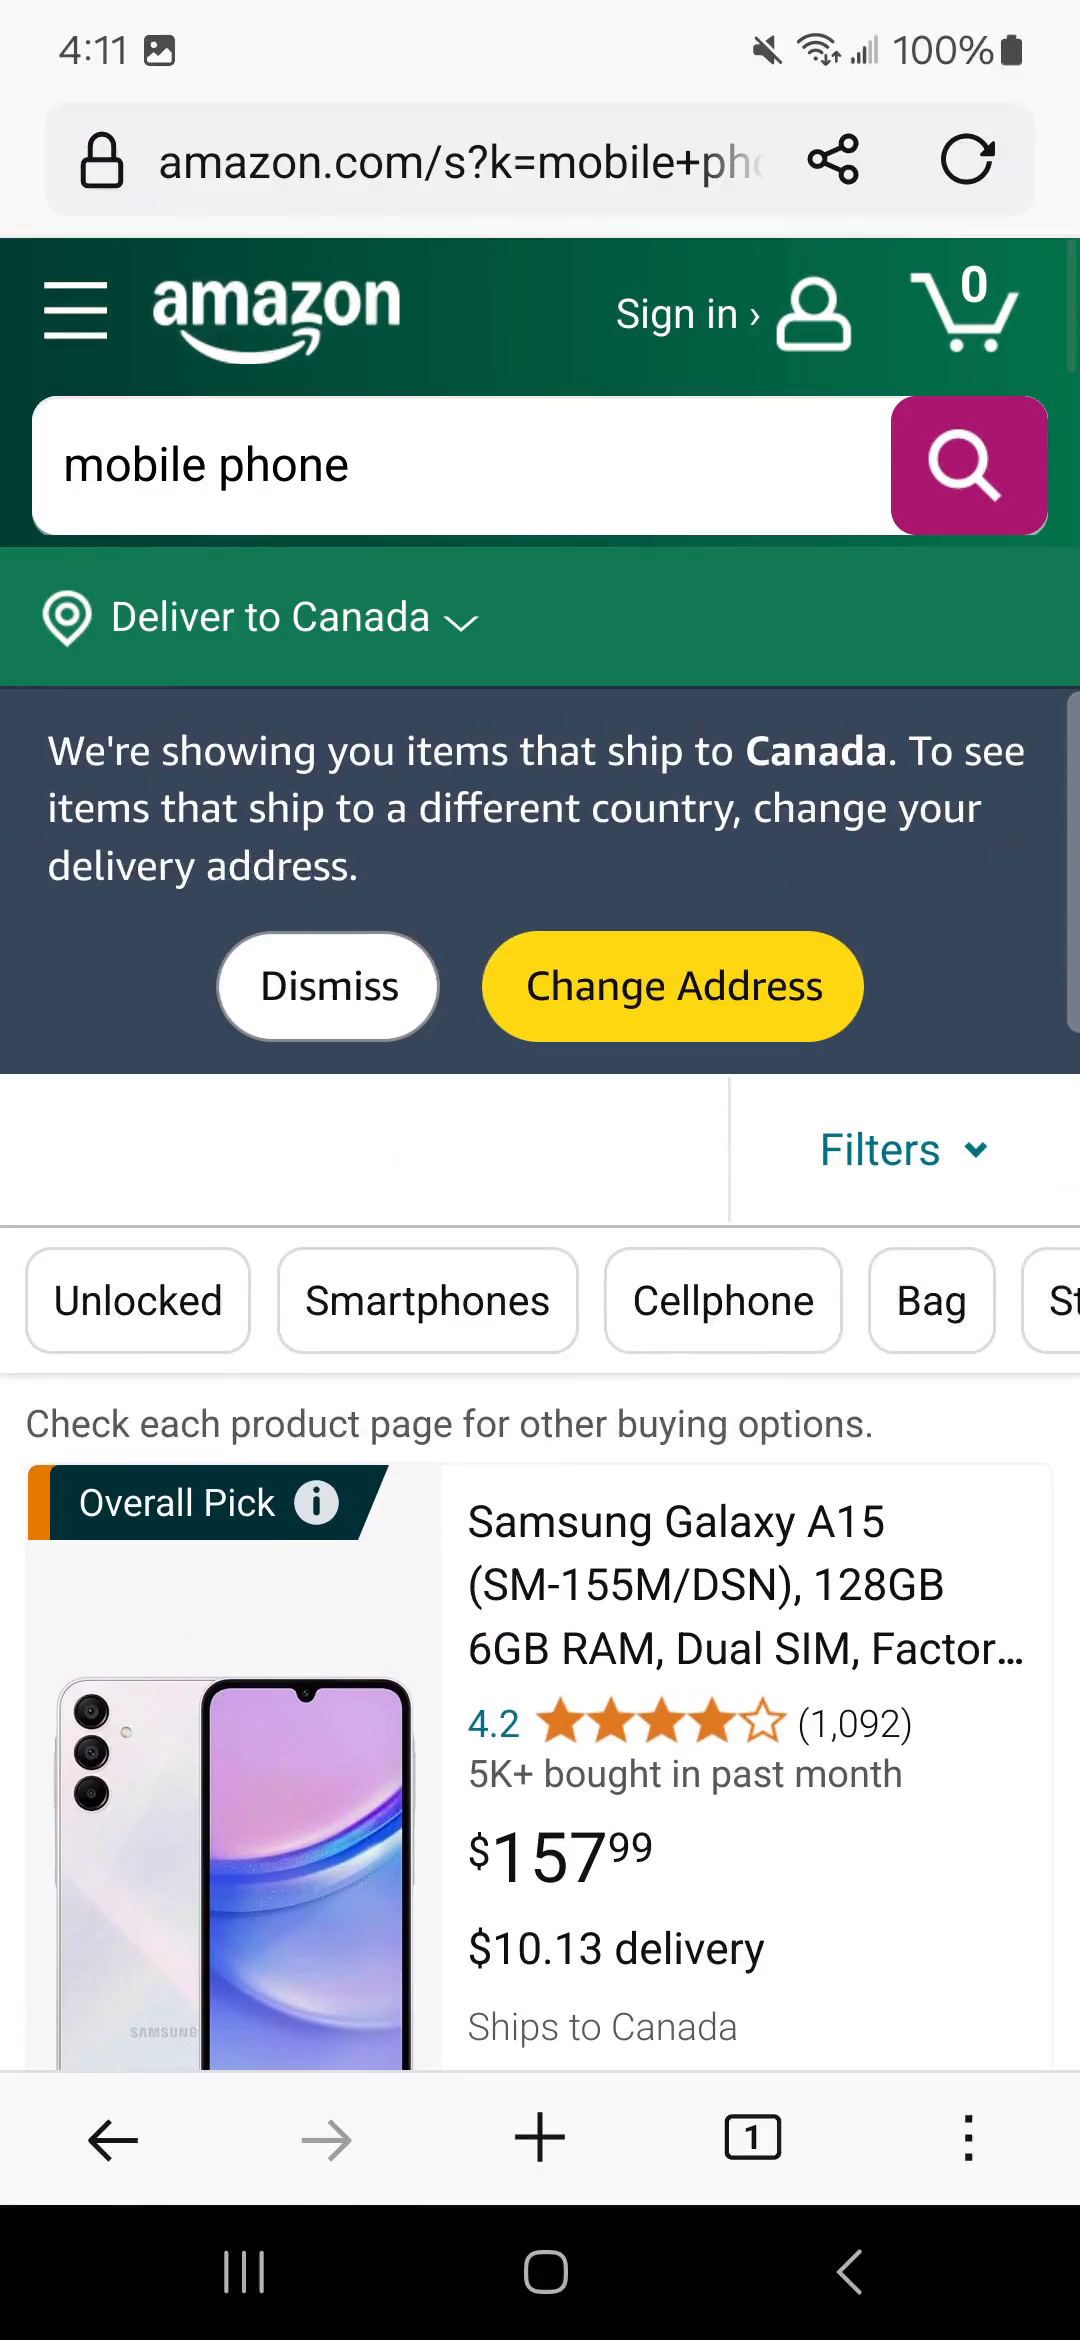 4:11
100%
amazon.com/s?k=mobile+pho
amazon
Sign in ›
0
mobile phone
Deliver to Canada
We're showing you items that ship to Canada. To see
items that ship to a different country, change your
delivery address.
Dismiss
Change Address
Filters
Unlocked
Smartphones
Cellphone
Bag
St
Check each product page for other buying options.
Overall Pick
Samsung Galaxy A15
(SM-155M/DSN), 128GB
6GB RAM, Dual SIM, Factor...
4.2
(1,092)
5K+ bought in past month
$157.99
$10.13 delivery
Ships to Canada
SAMSUNG
1